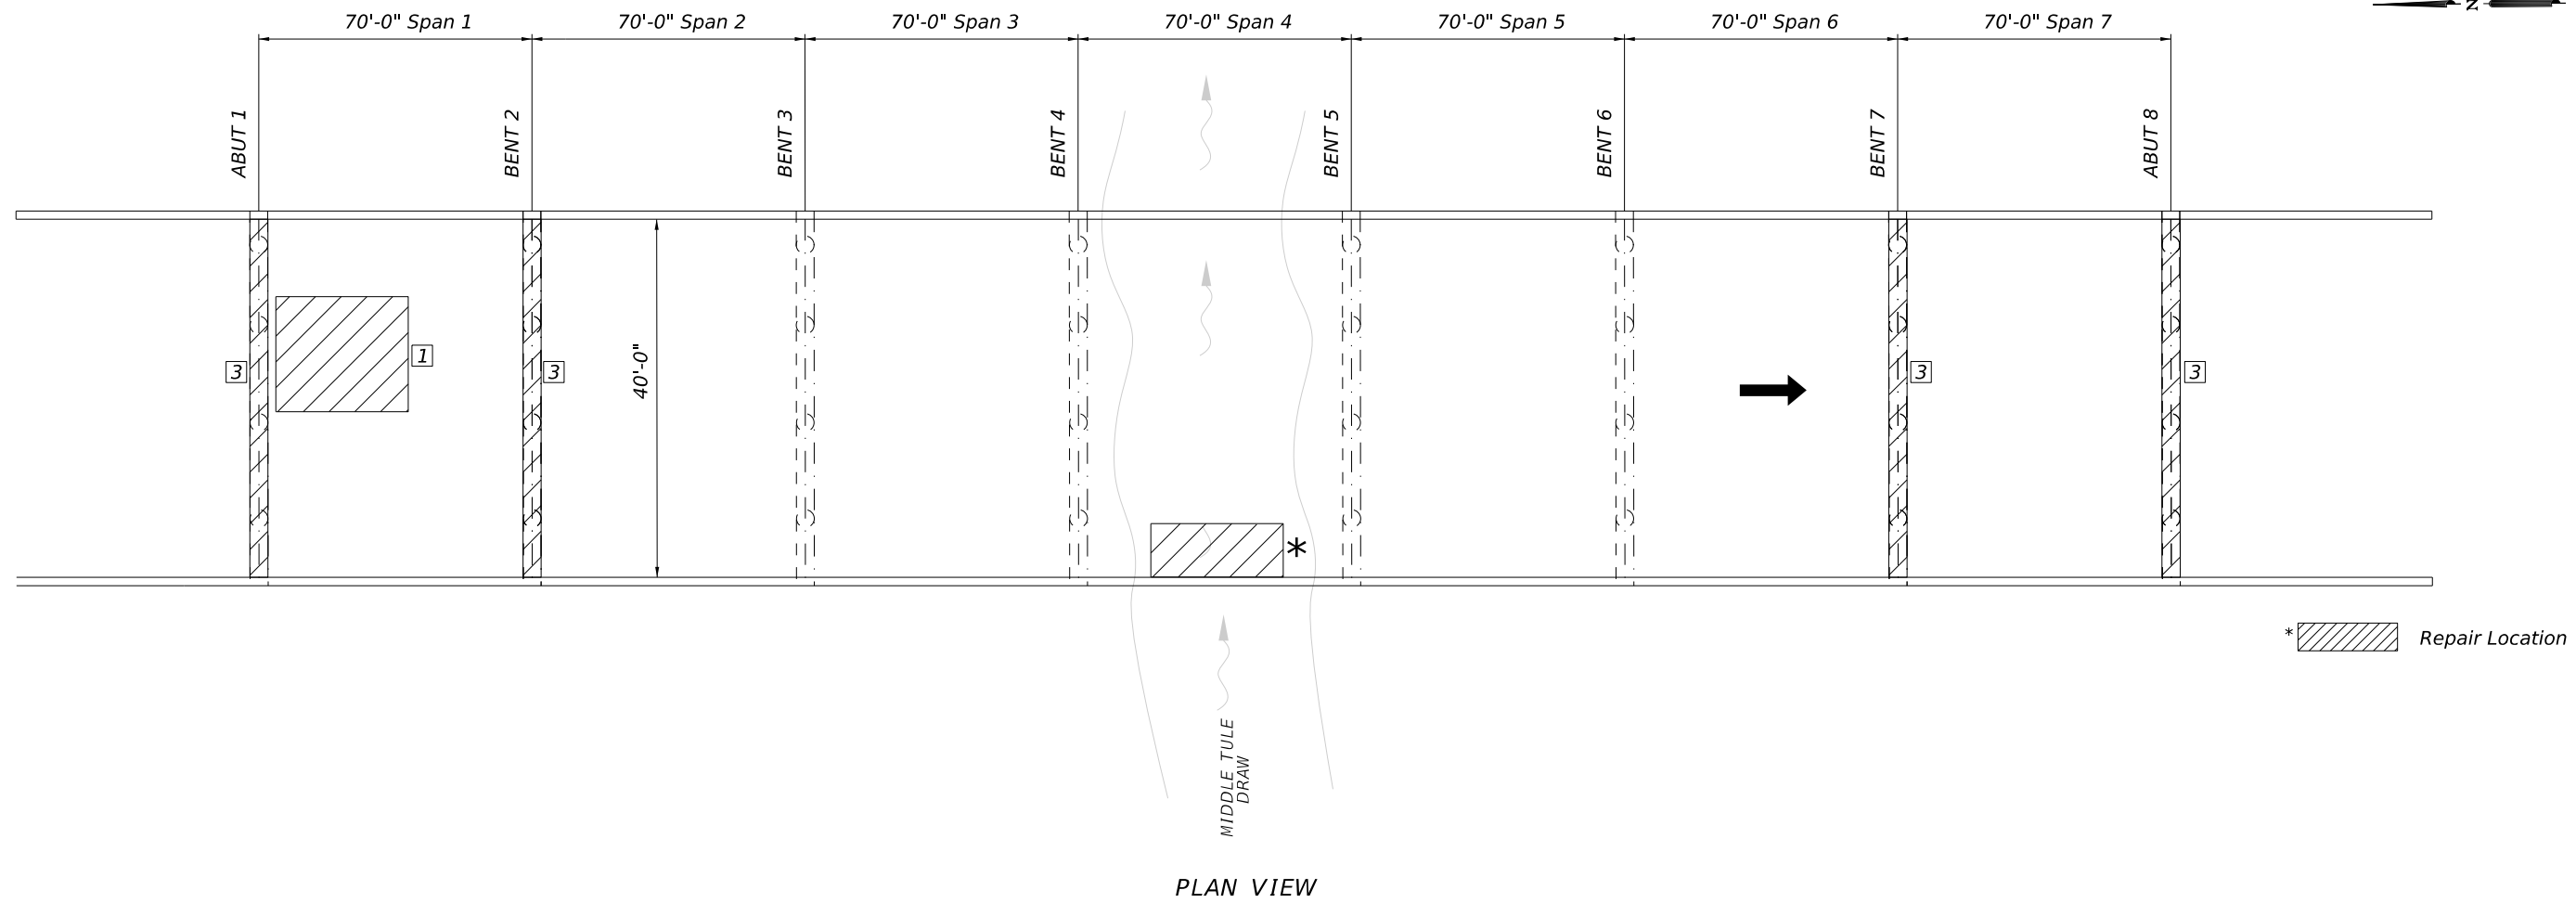 70'-0" Span 1
70'-0" Span 2
70'-0" Span 3
70'-0" Span 4
70'-0" Span 5
70'-0" Span 6
70'-0" Span 7
N
ABUT 1
BENT 2
BENT 3
BENT 4
BENT 5
BENT 6
BENT 7
ABUT 8
3
1
3
40'-0"
3
3
*
* Repair Location
MIDDLE TULE
DRAW
PLAN VIEW